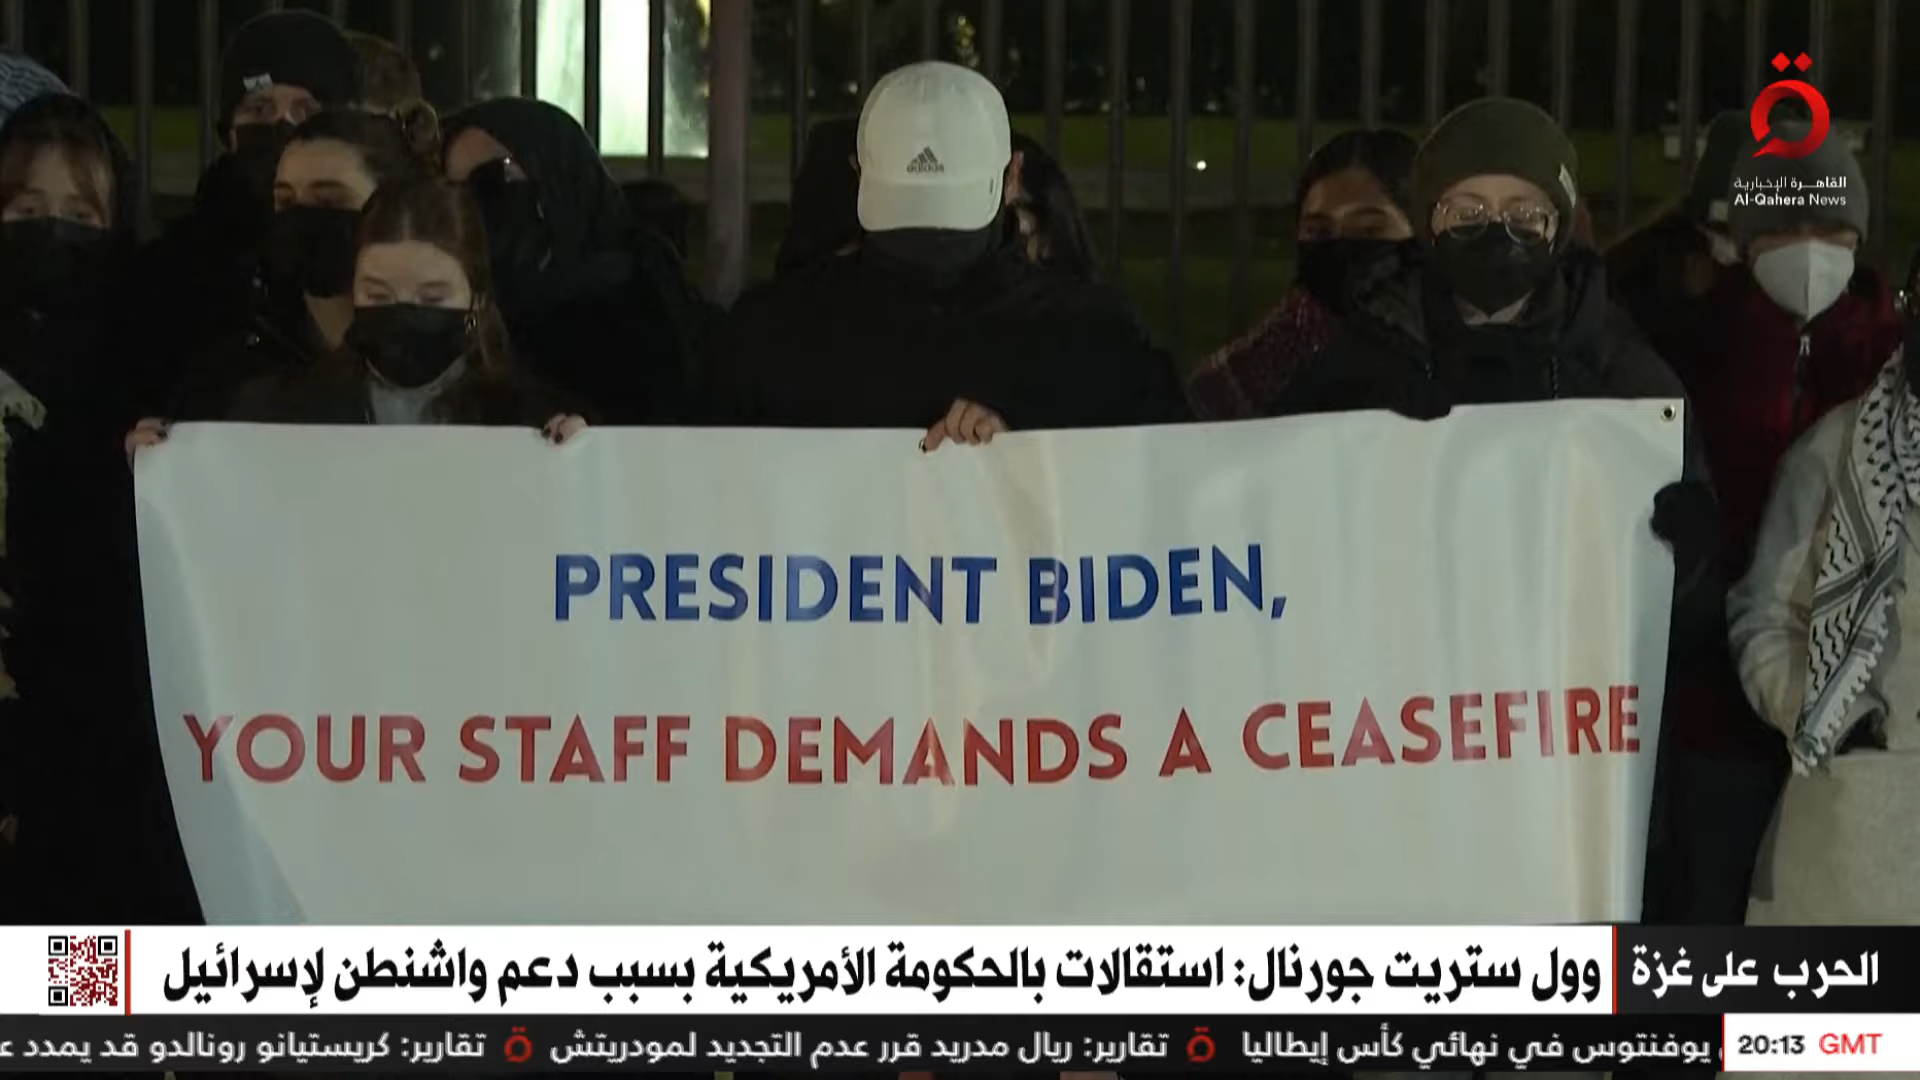 adidas
القاهرة الإخبارية
Al-Qahera News
PRESIDENT BIDEN,
YOUR STAFF DEMANDS A CEASEFIRE
الحرب على غزة
وول ستريت جورنال: استقالات بالحكومة الأمريكية بسبب دعم واشنطن لإسرائيل
20:13 GMT
يوفنتوس في نهائي كأس إيطاليا تقارير: ريال مدريد قرر عدم التجديد لمودريتش تقارير: كريستيانو رونالدو قد يمدد